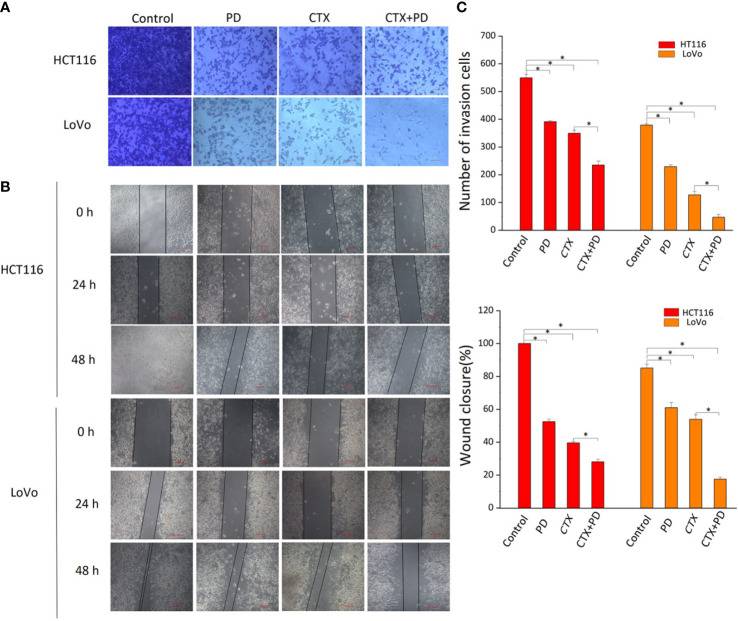 A
Control PD CTX CTX+PD
HCT116
LoVo
B
HCT116
0 h
24 h
48 h
LoVo
0 h
24 h
48 h
C
Number of invasion cells
700
600
500
400
300
200
100
0
HT116
LoVo
* * * *
* * * *
Control PD CTX CTX+PD Control PD CTX CTX+PD
Wound closure(%)
120
100
80
60
40
20
0
HCT116
LoVo
* * * *
* * * *
Control PD CTX CTX+PD Control PD CTX CTX+PD